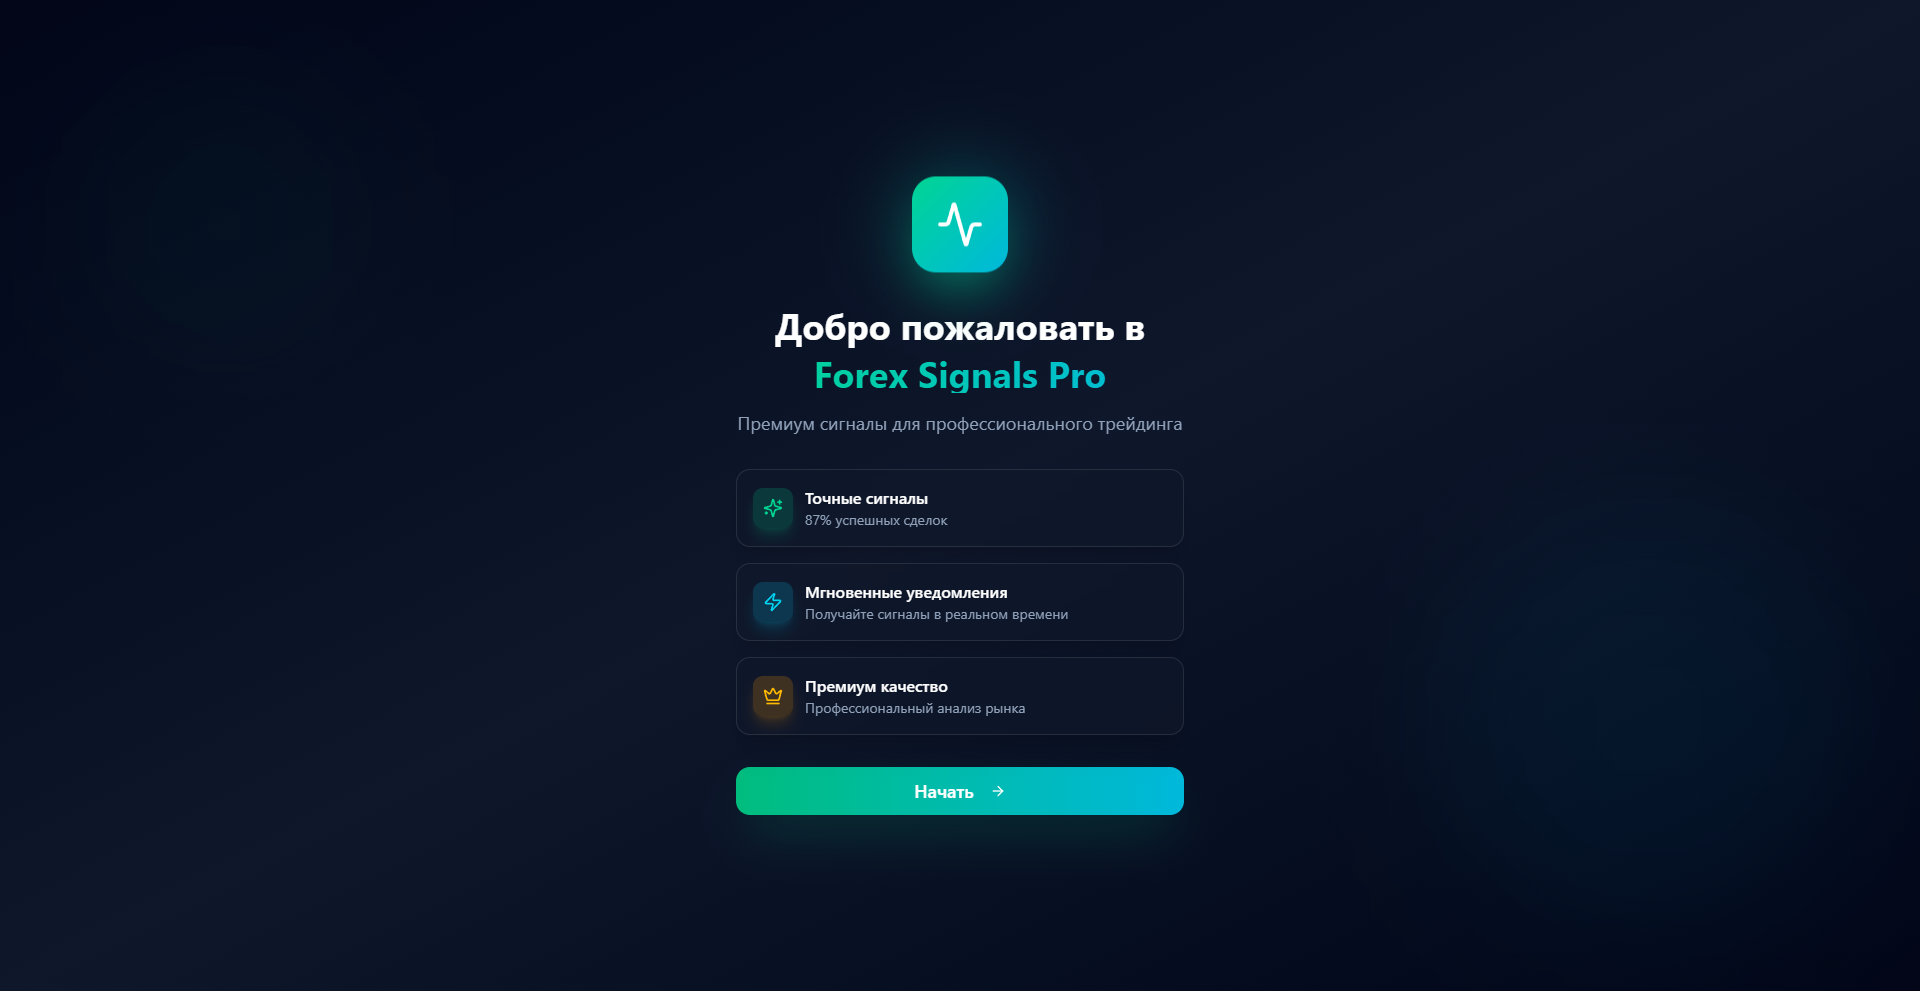 Добро пожаловать в
Forex Signals Pro
Премиум сигналы для профессионального трейдинга
Точные сигналы
87% успешных сделок
Мгновенные уведомления
Получайте сигналы в реальном времени
Премиум качество
Профессиональный анализ рынка
Начать →